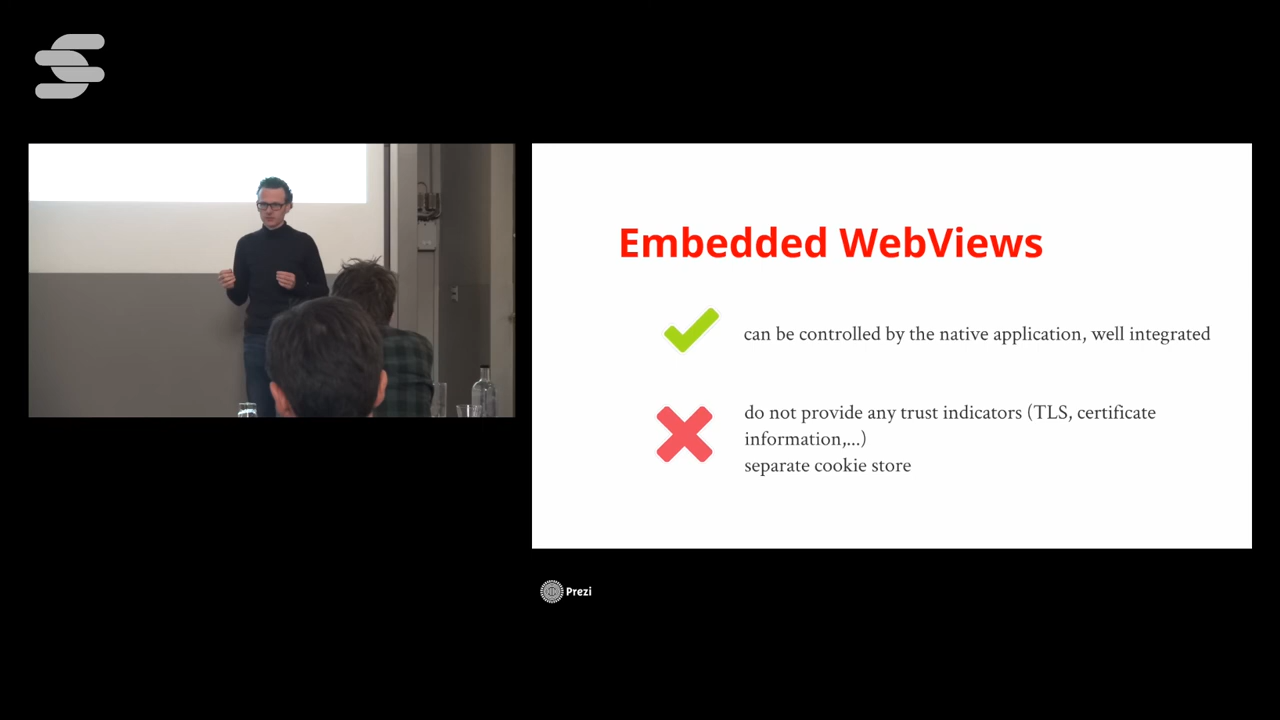 Embedded WebViews
can be controlled by the native application, well integrated
do not provide any trust indicators (TLS, certificate
information,...)
separate cookie store
Prezi